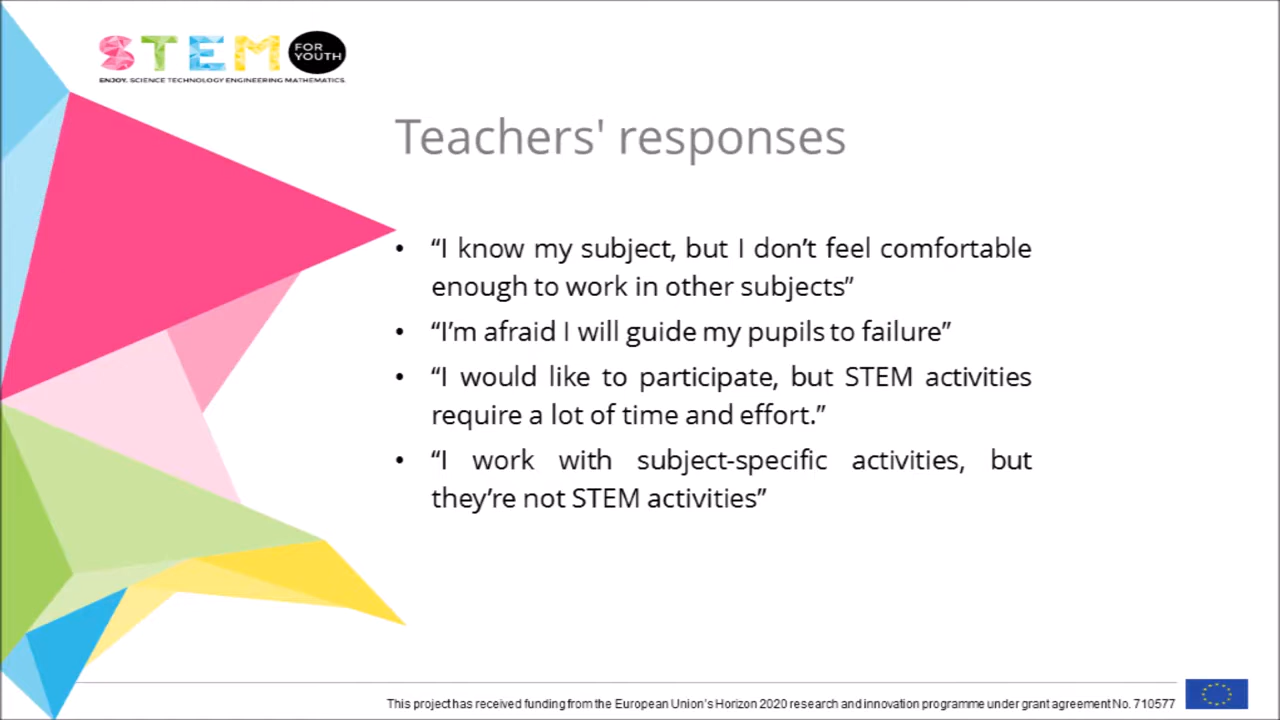 STEM FOR YOUTH
ENJOY. SCIENCE TECHNOLOGY ENGINEERING MATHEMATICS.
Teachers' responses
• “I know my subject, but I don’t feel comfortable
enough to work in other subjects”
• “I’m afraid I will guide my pupils to failure”
• “I would like to participate, but STEM activities
require a lot of time and effort.”
• “I work with subject-specific activities, but
they’re not STEM activities”
This project has received funding from the European Union’s Horizon 2020 research and innovation programme under grant agreement No. 710577